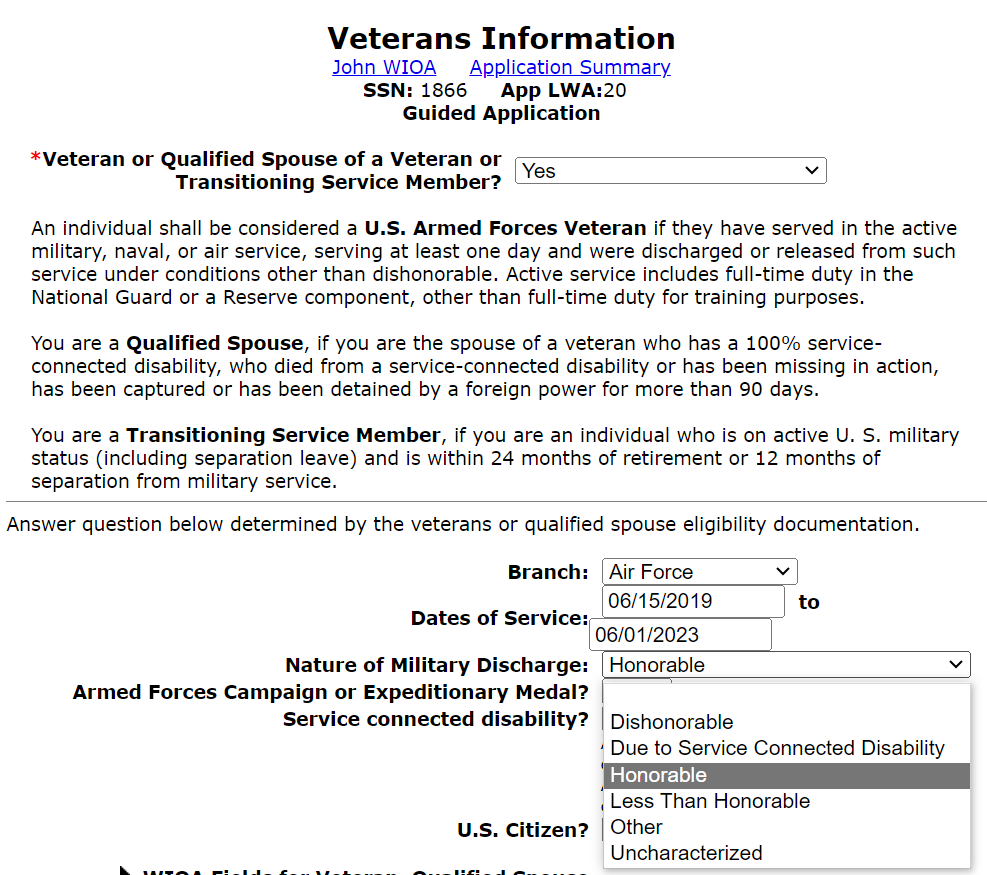 Veterans Information
John WIOA Application Summary
SSN: 1866 App LWA:20
Guided Application
*Veteran or Qualified Spouse of a Veteran or
Transitioning Service Member? Yes
An individual shall be considered a U.S. Armed Forces Veteran if they have served in the active
military, naval, or air service, serving at least one day and were discharged or released from such
service under conditions other than dishonorable. Active service includes full-time duty in the
National Guard or a Reserve component, other than full-time duty for training purposes.
You are a Qualified Spouse, if you are the spouse of a veteran who has a 100% service-
connected disability, who died from a service-connected disability or has been missing in action,
has been captured or has been detained by a foreign power for more than 90 days.
You are a Transitioning Service Member, if you are an individual who is on active U. S. military
status (including separation leave) and is within 24 months of retirement or 12 months of
separation from military service.
Answer question below determined by the veterans or qualified spouse eligibility documentation.
Branch: Air Force
Dates of Service: 06/15/2019 to
06/01/2023
Nature of Military Discharge: Honorable
Armed Forces Campaign or Expeditionary Medal?
Service connected disability?
Dishonorable
Due to Service Connected Disability
Honorable
Less Than Honorable
Other
Uncharacterized
U.S. Citizen?
WIOA Fields for Veteran, Qualified Spouse